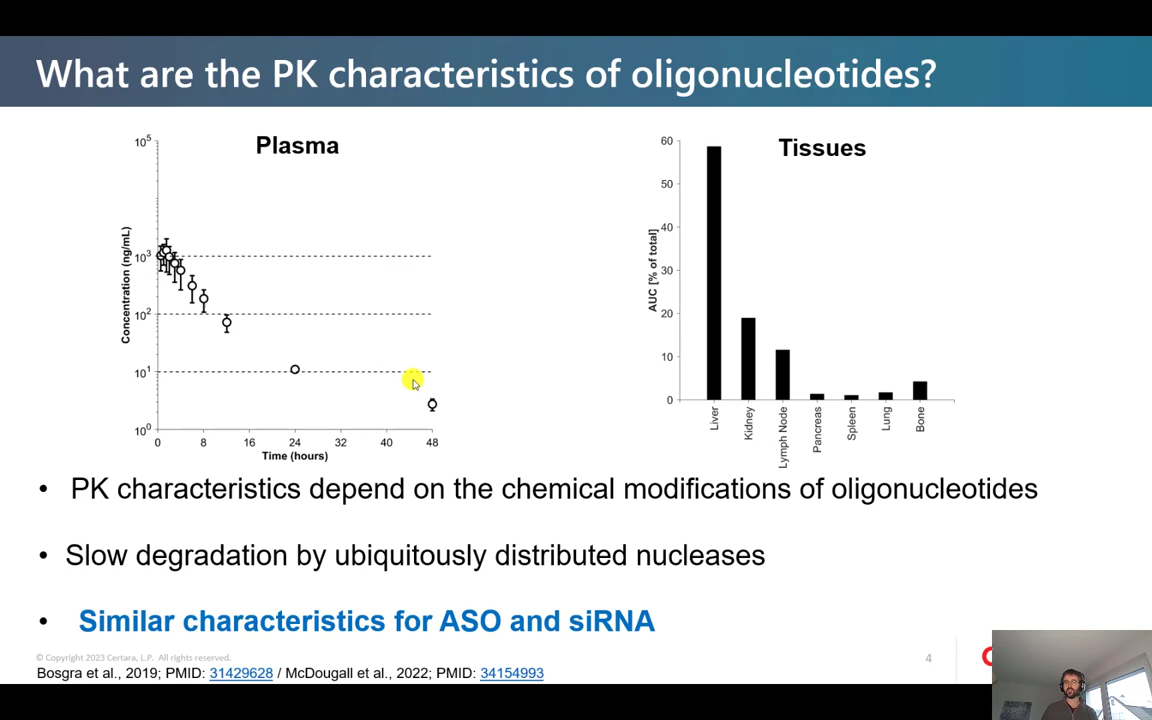 What are the PK characteristics of oligonucleotides?
Plasma
Concentration (ng/mL)
10^5
10^3
10^2
10^1
10^0
0 8 16 24 32 40 48
Time (hours)
Tissues
AUC [% of total]
60
50
40
30
20
10
0
Liver
Kidney
Lymph Node
Pancreas
Spleen
Lung
Bone
• PK characteristics depend on the chemical modifications of oligonucleotides
• Slow degradation by ubiquitously distributed nucleases
• Similar characteristics for ASO and siRNA
© Copyright 2023 Certara, L.P. All rights reserved.
4
Bosgra et al., 2019; PMID: 31429628 / McDougall et al., 2022; PMID: 34154993